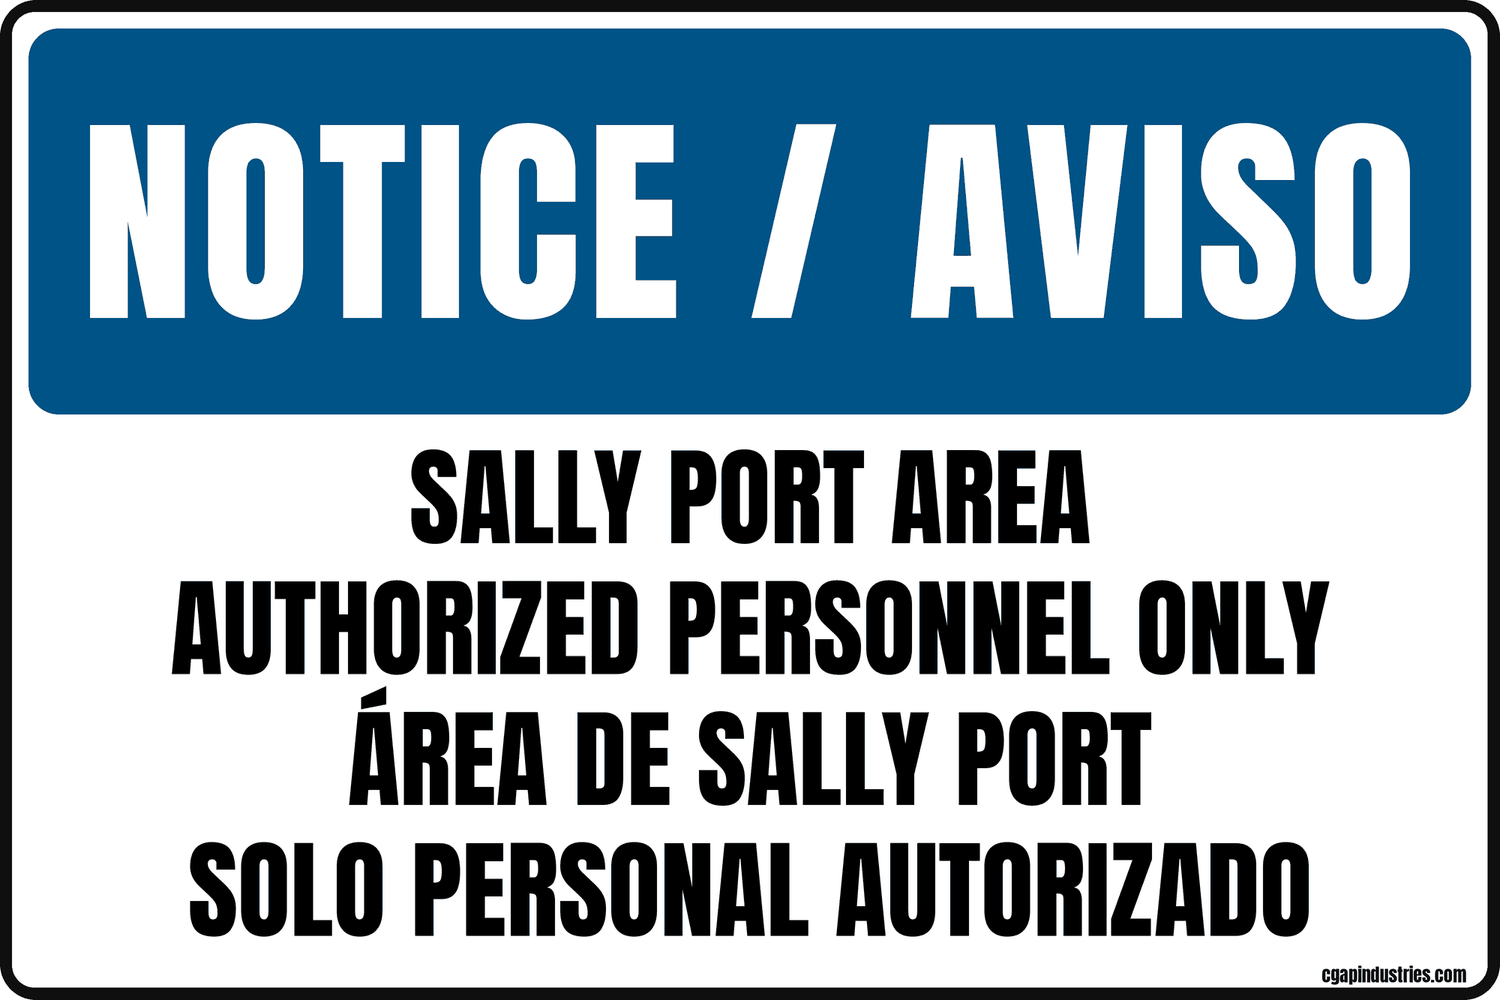 NOTICE / AVISO
SALLY PORT AREA
AUTHORIZED PERSONNEL ONLY
ÁREA DE SALLY PORT
SOLO PERSONAL AUTORIZADO
cgapindustries.com